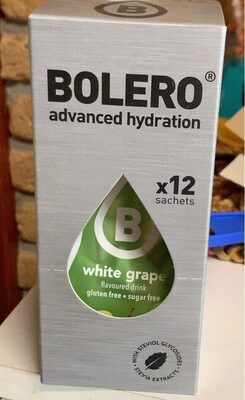 B
BOLERO®
advanced hydration
x12
sachets
B
white grape
flavoured drink
gluten free • sugar free
WITH STEVIOL GLYCOSIDES
STEVIA EXTRACTS